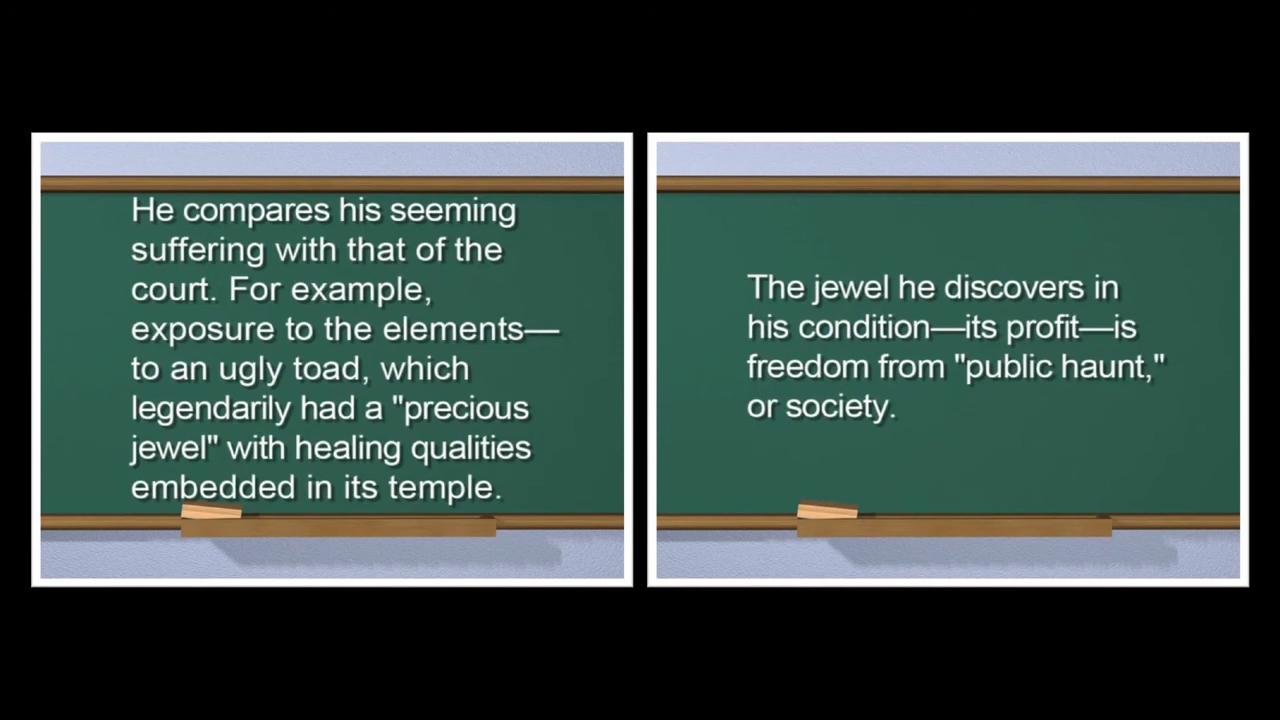 He compares his seeming
suffering with that of the
court. For example,
exposure to the elements—
to an ugly toad, which
legendarily had a "precious
jewel" with healing qualities
embedded in its temple.
The jewel he discovers in
his condition—its profit—is
freedom from "public haunt,"
or society.